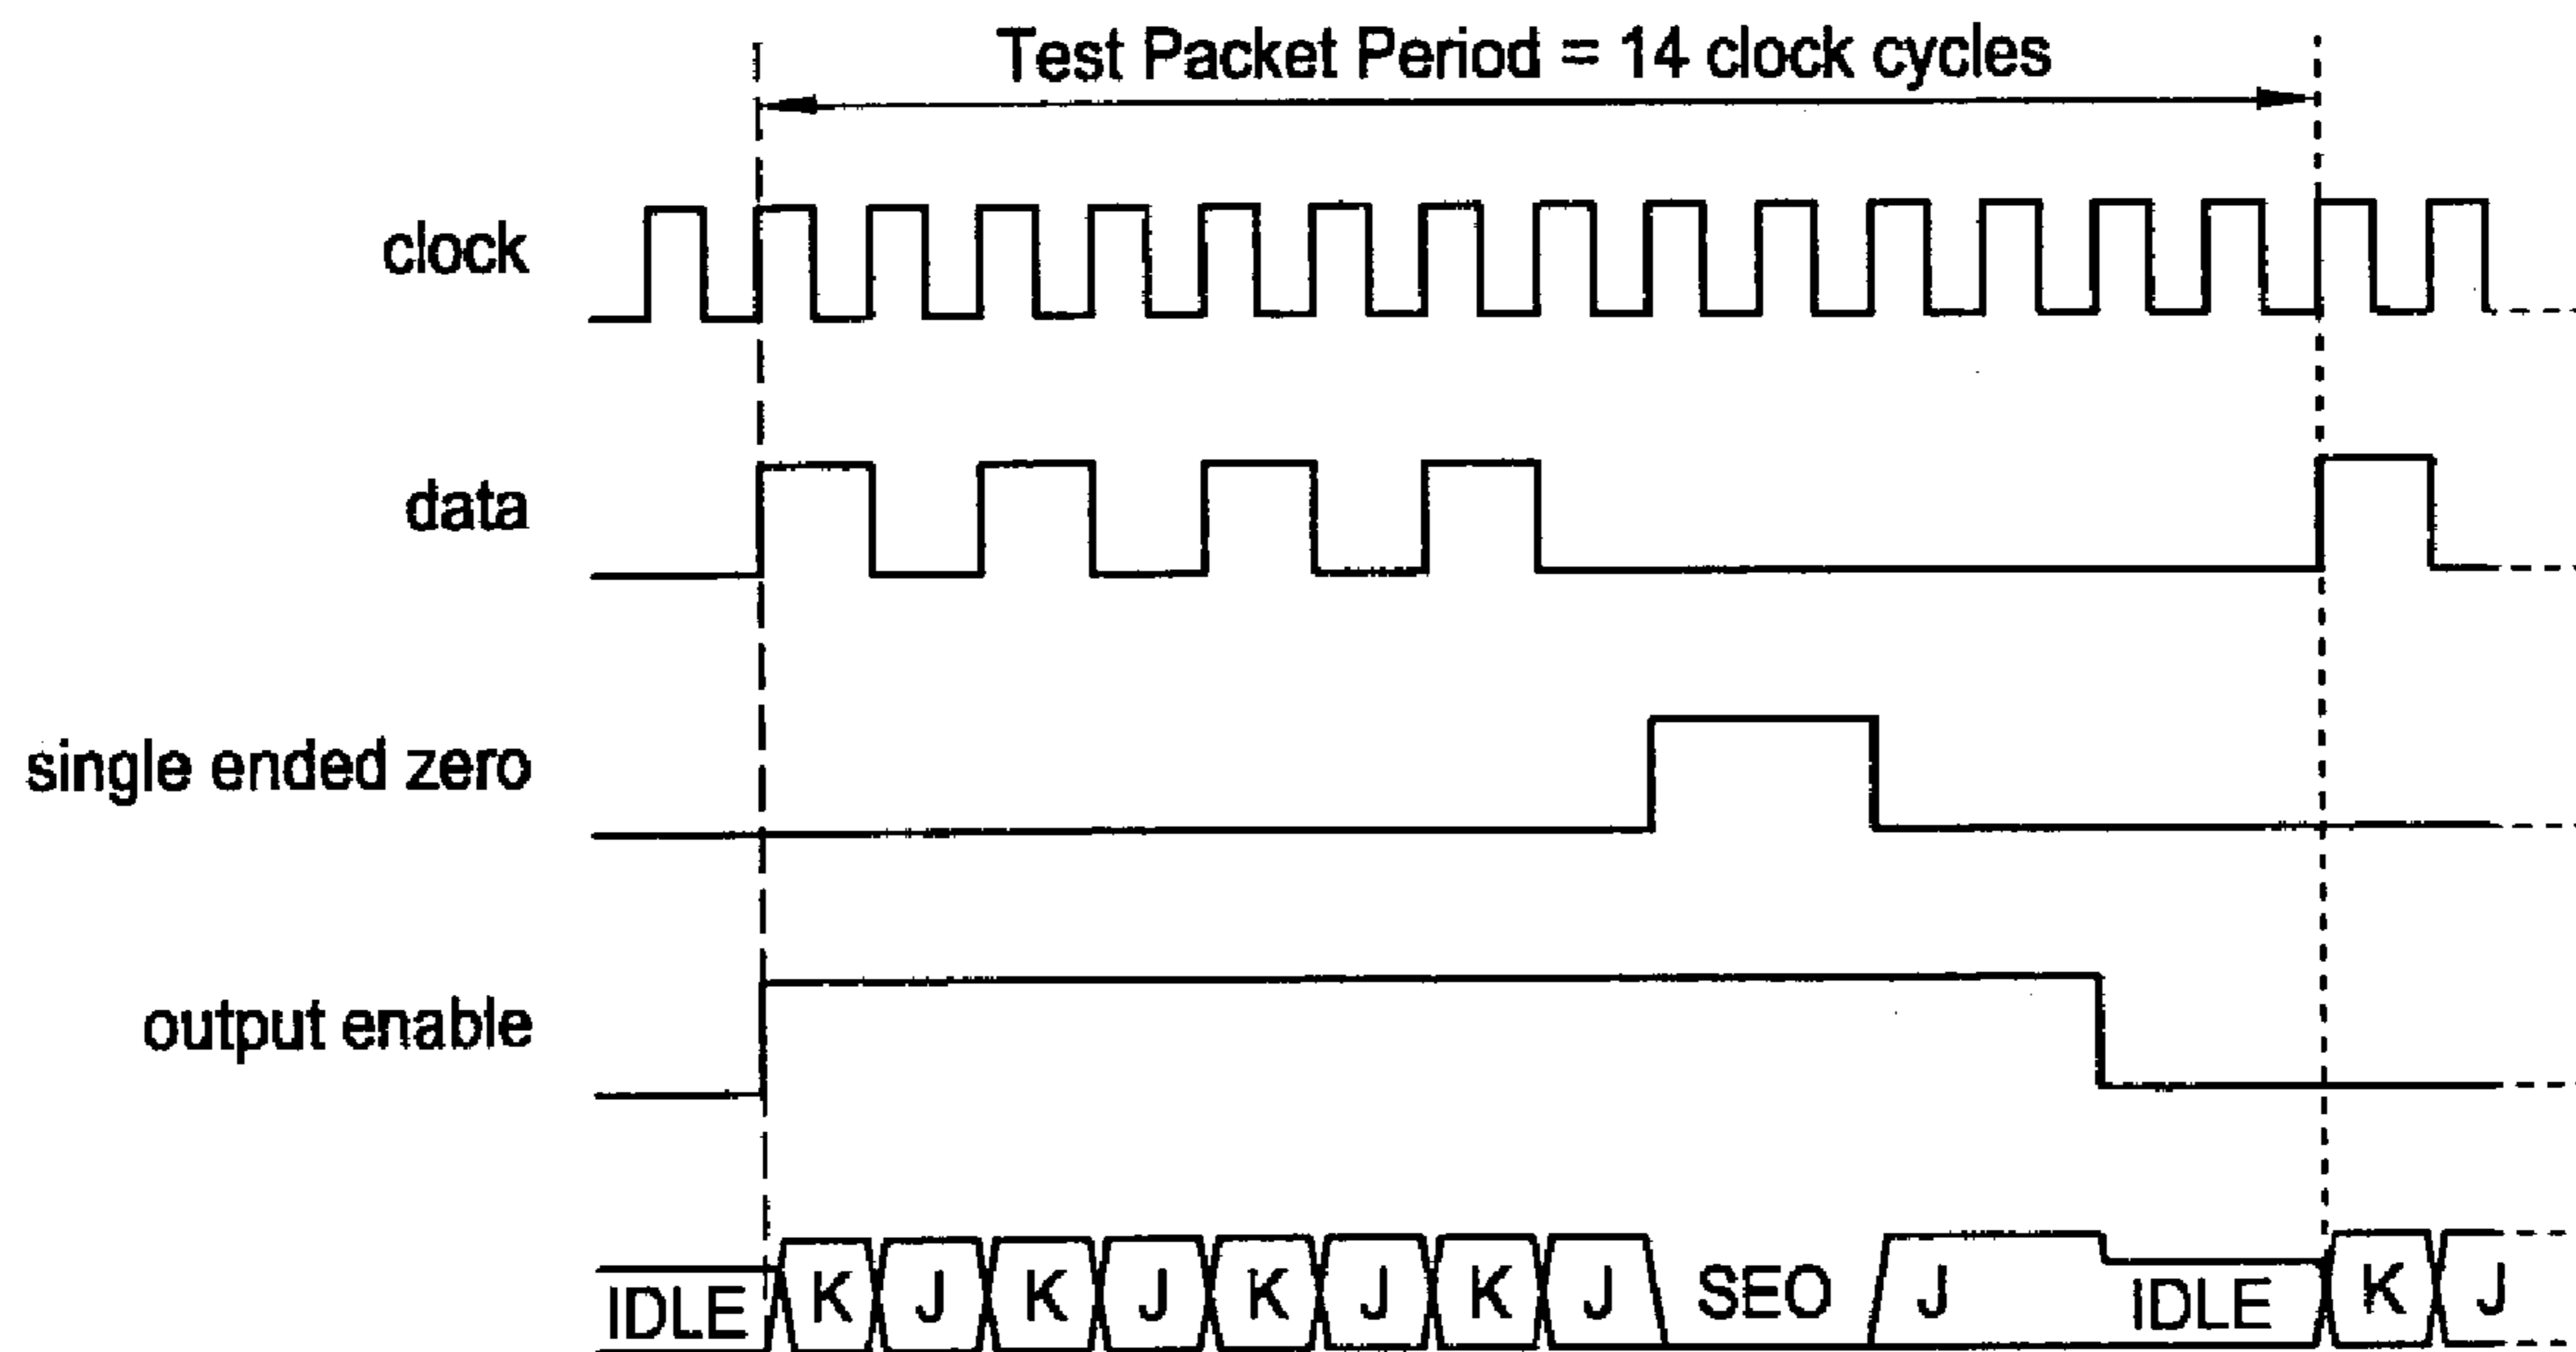 Test Packet Period = 14 clock cycles
clock
data
single ended zero
output enable
IDLE K J K J K J K J SEO J IDLE K J